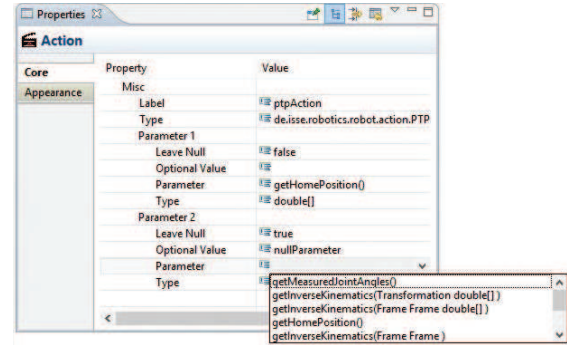 Properties
Action
Core
Appearance
Property Value
Misc
Label ptpAction
Type de.isse.robotics.robot.action.PTP
Parameter 1
Leave Null false
Optional Value
Parameter getHomePosition()
Type double[]
Parameter 2
Leave Null true
Optional Value nullParameter
Parameter
Type
getMeasuredJointAngles()
getInverseKinematics(Transformation double[] )
getInverseKinematics(Frame Frame double[] )
getHomePosition()
getInverseKinematics(Frame Frame )